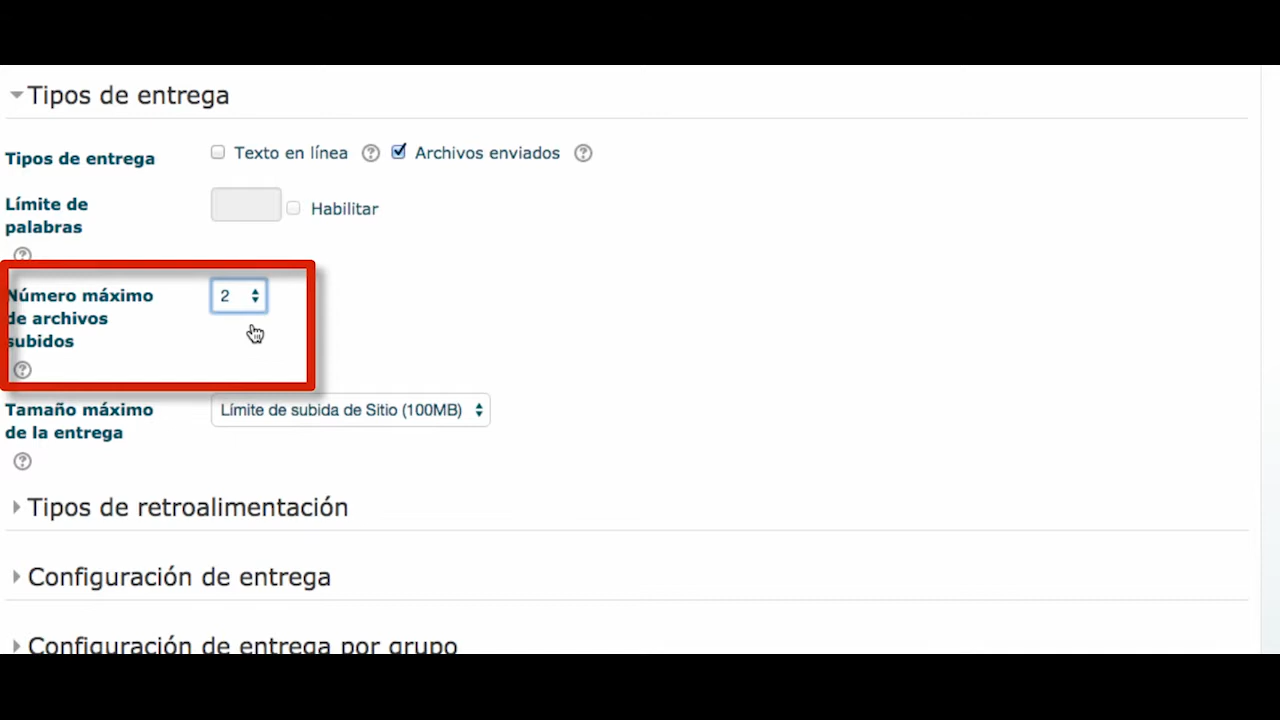 Tipos de entrega
Tipos de entrega
Texto en línea ? Archivos enviados ?
Límite de
palabras
Habilitar
?
Número máximo
de archivos
subidos
2
?
Tamaño máximo
de la entrega
Límite de subida de Sitio (100MB)
?
Tipos de retroalimentación
Configuración de entrega
Configuración de entrega por grupo